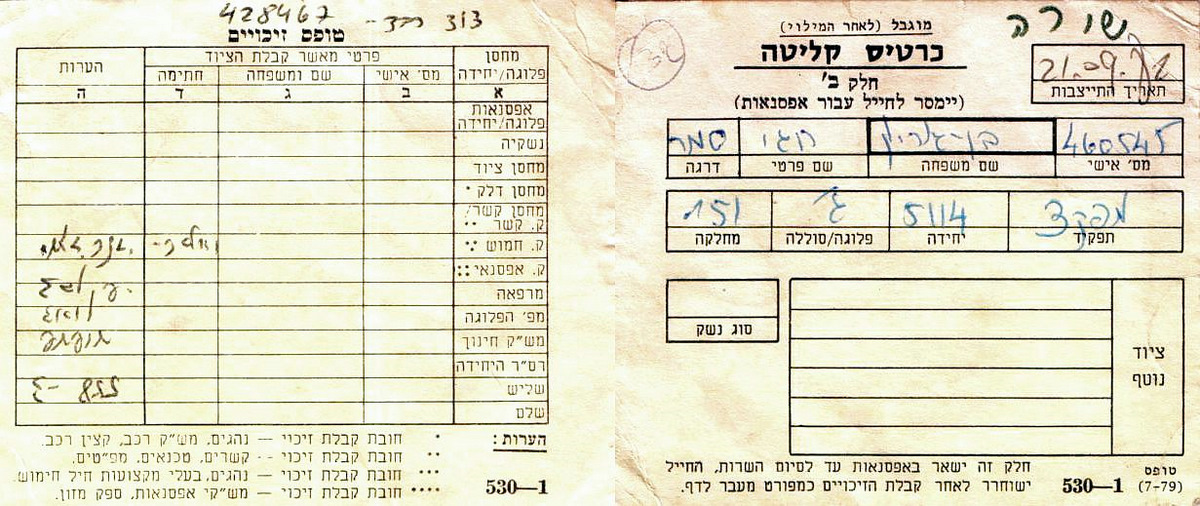 428467
טופס זיכויים
מחסן פלוגה/יחידה
פרטי מאשר קבלת הציוד
הערות
מס׳ אישי
שם ומשפחה
חתימה
א ב ג ד ה
אפסנאות פלוגה/יחידה
נשקיה
מחסן ציוד
מחסן דלק •
מחסן קשר/ ק. קשר ••
ק. חמוש •••
ק. אפסנאי ••••
מרפאה
מפ׳ הפלוגה
מש״ק חינוך
רס״ר היחידה
שליש
שלם
הערות: • חובת קבלת זיכוי — נהגים, מש״ק רכב, קצין רכב.
•• חובת קבלת זיכוי -- קשרים, טכנאים, מפ״טים.
••• חובת קבלת זיכוי — נהגים, בעלי מקצועות חיל חימוש.
•••• חובת קבלת זיכוי — מש״קי אפסנאות, ספק מזון.
530—1
שורה
מוגבל (לאחר המילוי)
כרטיס קליטה
חלק ב׳
(יימסר לחייל עבור אפסנאות)
21.09.82
תאריך התייצבות
460545
חגי
סמר
מס׳ אישי
שם משפחה
שם פרטי
דרגה
מפקד
5114
ג׳
151
תפקיד
יחידה
פלוגה/סוללה
מחלקה
סוג נשק
ציוד נוסף
חלק זה ישאר באפסנאות עד לסיום השרות, החייל
ישוחרר לאחר קבלת הזיכויים כמפורט מעבר לדף.
530—1
טופס
(7–79)